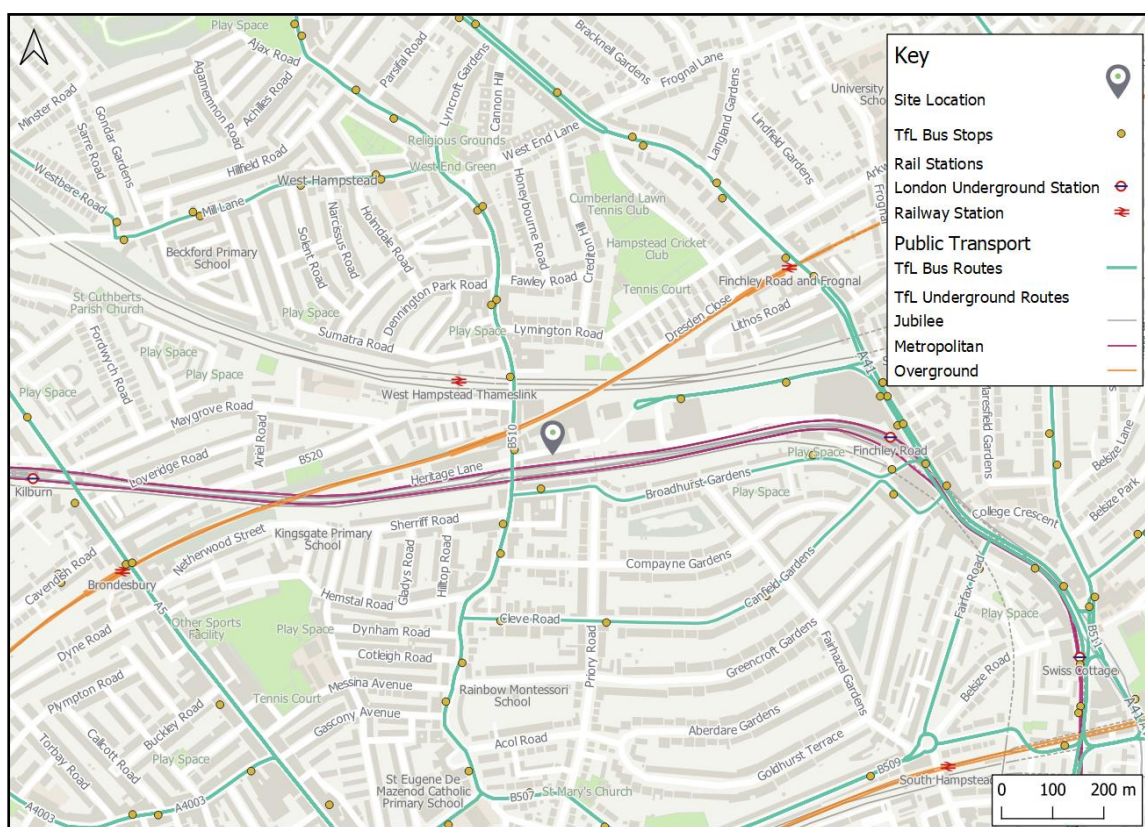 Key
Site Location
TfL Bus Stops
Rail Stations
London Underground Station
Railway Station
Public Transport
TfL Bus Routes
TfL Underground Routes
Jubilee
Metropolitan
Overground
Play Space
Ajax Road
Parsifal Road
Lyncroft Gardens
Cannon Hill
Bracknell Gardens
Frognal Lane
Langland Gardens
Lindfield Gardens
University
Minster Road
Gondar Gardens
Sarre Road
Agamemnon Road
Achilles Road
Hillfield Road
Religious Grounds
West End Green
West End Lane
West Hampstead
Westbere Road
Mill Lane
Beckford Primary
School
Solent Road
Narcissus Road
Holmdale Road
Honeybourne Road
Crediton Hill
Cumberland Lawn
Tennis Club
Hampstead Cricket
Club
Tennis Court
Frognal
Finchley Road and Frognal
Dennington Park Road
Fawley Road
Lymington Road
Dresden Close
Lithos Road
St Cuthberts
Parish Church
Play Space
Sumatra Road
Play Space
Fordwych Road
Play Space
Play Space
Play Space
West Hampstead Thameslink
A41
Maygrove Road
Ariel Road
Loveridge Road
B520
B510
Heritage Lane
Kilburn
Finchley Road
Play Space
Maresfield Gardens
Belsize Lane
Belsize Park
Broadhurst Gardens
Play Space
College Crescent
Sherriff Road
Kingsgate Primary
School
Netherwood Street
Cavendish Road
Brondesbury
A5
Gladys Road
Hilltop Road
Hemstal Road
Compayne Gardens
Canfield Gardens
Fairfax Road
Play Space
B511
Swiss Cottage
Belsize Road
Other Sports
Facility
Play Space
Dyne Road
Dynham Road
Cotleigh Road
Messina Avenue
Gascony Avenue
Tennis Court
Cleve Road
Priory Road
Greencroft Gardens
Fairhazel Gardens
Rainbow Montessori
School
Plympton Road
Buckley Road
Callcott Road
Torbay Road
Play Space
A4003
A4003
Acol Road
Aberdare Gardens
Goldhurst Terrace
St Eugene De
Mazenod Catholic
Primary School
B507
St Mary's Church
B509
South Hampstead
0 100 200 m